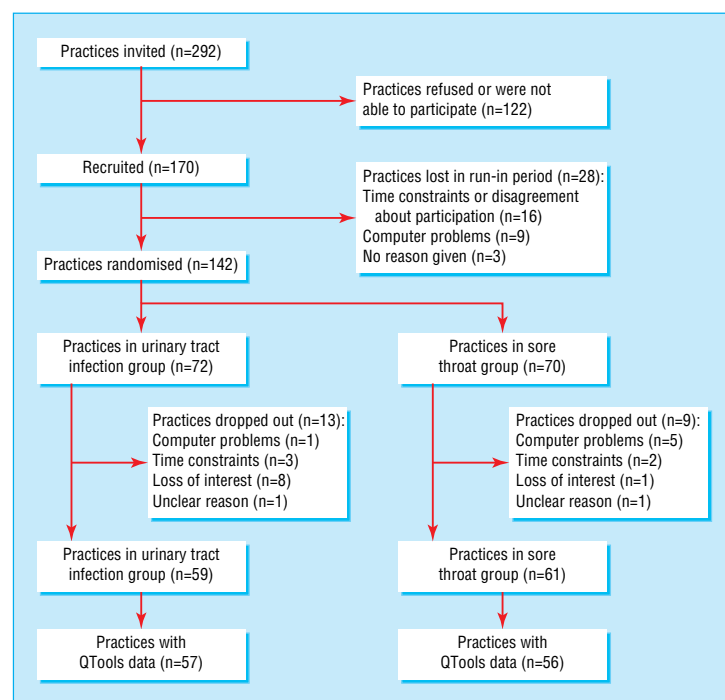 Practices invited (n=292)
Practices refused or were not
able to participate (n=122)
Recruited (n=170)
Practices lost in run-in period (n=28):
Time constraints or disagreement
about participation (n=16)
Computer problems (n=9)
No reason given (n=3)
Practices randomised (n=142)
Practices in urinary tract
infection group (n=72)
Practices in sore
throat group (n=70)
Practices dropped out (n=13):
Computer problems (n=1)
Time constraints (n=3)
Loss of interest (n=8)
Unclear reason (n=1)
Practices dropped out (n=9):
Computer problems (n=5)
Time constraints (n=2)
Loss of interest (n=1)
Unclear reason (n=1)
Practices in urinary tract
infection group (n=59)
Practices in sore
throat group (n=61)
Practices with
QTools data (n=57)
Practices with
QTools data (n=56)